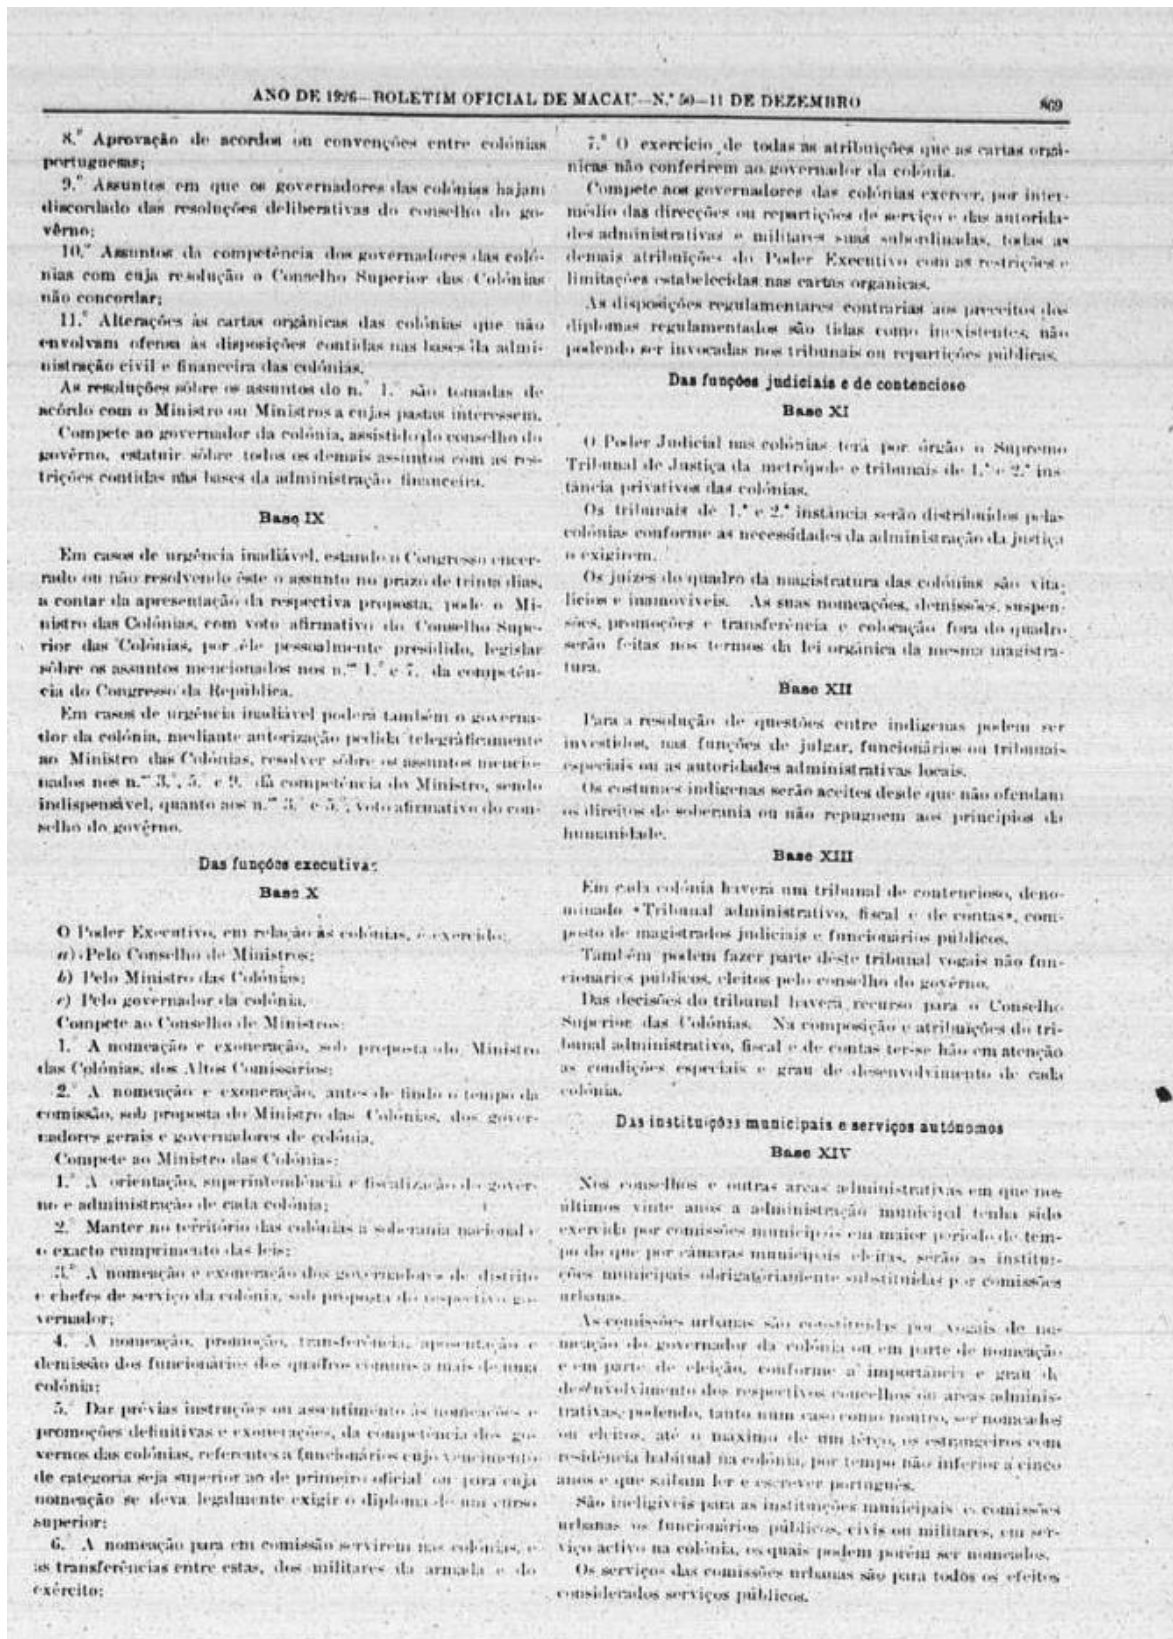 ANO DE 1926—BOLETIM OFICIAL DE MACAU—N.º 50—11 DE DEZEMBRO
869
8.º Aprovação de acordos ou convenções entre colónias
portuguesas;
9.º Assuntos em que os governadores das colónias hajam
discordado das resoluções deliberativas do conselho do go-
vêrno;
10.º Assuntos da competência dos governadores das coló-
nias com cuja resolução o Conselho Superior das Colónias
não concordar;
11.º Alterações às cartas orgânicas das colónias que não
envolvam ofensa às disposições contidas nas bases da admi-
nistração civil e financeira das colónias.
As resoluções sôbre os assuntos do n.º 1.º são tomadas de
acôrdo com o Ministro ou Ministros a cujas pastas interessem.
Compete ao governador da colónia, assistido do conselho do
govêrno, estatuir sôbre todos os demais assuntos com as res-
trições contidas nas bases da administração financeira.
Base IX
Em casos de urgência inadiável, estando o Congresso encer-
rado ou não resolvendo êste o assunto no prazo de trinta dias,
a contar da apresentação da respectiva proposta, pode o Mi-
nistro das Colónias, com voto afirmativo do Conselho Supe-
rior das Colónias, por êle pessoalmente presidido, legislar
sôbre os assuntos mencionados nos n.ºˢ 1.º e 7.º da competên-
cia do Congresso da República.
Em casos de urgência inadiável poderá também o governa-
dor da colónia, mediante autorização pedida telegràficamente
ao Ministro das Colónias, resolver sôbre os assuntos mencio-
nados nos n.ºˢ 3.º, 5.º e 9.º da competência do Ministro, sendo
indispensável, quanto aos n.ºˢ 3.º e 5.º, voto afirmativo do con-
selho do govêrno.
Das funções executivas
Base X
O Poder Executivo, em relação às colónias, é exercido:
a) Pelo Conselho de Ministros;
b) Pelo Ministro das Colónias;
c) Pelo governador da colónia.
Compete ao Conselho de Ministros:
1.º A nomeação e exoneração, sob proposta do Ministro
das Colónias, dos Altos Comissários;
2.º A nomeação e exoneração, antes de findo o tempo da
comissão, sob proposta do Ministro das Colónias, dos gover-
nadores gerais e governadores de colónia.
Compete ao Ministro das Colónias:
1.º A orientação, superintendência e fiscalização do gover-
no e administração de cada colónia;
2.º Manter no território das colónias a soberania nacional e
o exacto cumprimento das leis;
3.º A nomeação e exoneração dos governadores de distrito
e chefes de serviço da colónia, sob proposta do respectivo go-
vernador;
4.º A nomeação, promoção, transferência, aposentação e
demissão dos funcionários dos quadros comuns a mais de uma
colónia;
5.º Dar prévias instruções ou assentimento às nomeações e
promoções definitivas e exonerações, da competência dos go-
vernos das colónias, referentes a funcionários cujo vencimento
de categoria seja superior ao de primeiro oficial ou para cuja
nomeação se deva legalmente exigir o diploma de um curso
superior;
6.º A nomeação para em comissão servirem nas colónias, e
as transferências entre estas, dos militares da armada e do
exército;
7.º O exercício de todas as atribuições que as cartas orgâ-
nicas não conferirem ao governador da colónia.
Compete aos governadores das colónias exercer, por inter-
médio das direcções ou repartições de serviço e das autorida-
des administrativas e militares suas subordinadas, todas as
demais atribuições do Poder Executivo com as restrições e
limitações estabelecidas nas cartas orgânicas.
As disposições regulamentares contrarias aos preceitos dos
diplomas regulamentados são tidas como inexistentes, não
podendo ser invocadas nos tribunais ou repartições públicas.
Das funções judiciais e de contencioso
Base XI
O Poder Judicial nas colónias terá por órgão o Supremo
Tribunal de Justiça da metrópole e tribunais de 1.ª e 2.ª ins-
tância privativos das colónias.
Os tribunais de 1.ª e 2.ª instância serão distribuídos pelas
colónias conforme as necessidades da administração da justiça
o exigirem.
Os juízes do quadro da magistratura das colónias são vita-
lícios e inamovíveis. As suas nomeações, demissões, suspen-
sões, promoções e transferência e colocação fora do quadro
serão feitas nos termos da lei orgânica da mesma magistra-
tura.
Base XII
Para a resolução de questões entre indígenas podem ser
investidos, nas funções de julgar, funcionários ou tribunais
especiais ou as autoridades administrativas locais.
Os costumes indígenas serão aceites desde que não ofendam
os direitos de soberania ou não repugnem aos princípios da
humanidade.
Base XIII
Em cada colónia haverá um tribunal de contencioso, deno-
minado «Tribunal administrativo, fiscal e de contas», com-
posto de magistrados judiciais e funcionários públicos.
Também podem fazer parte dêste tribunal vogais não fun-
cionarios públicos, eleitos pelo conselho do govêrno.
Das decisões do tribunal haverá recurso para o Conselho
Superior das Colónias. Na composição e atribuições do tri-
bunal administrativo, fiscal e de contas ter-se hão em atenção
as condições especiais e grau de desenvolvimento de cada
colónia.
Das instituições municipais e serviços autónomos
Base XIV
Nos conselhos e outras areas administrativas em que nos
últimos vinte anos a administração municipal tenha sido
exercida por comissões municipais em maior período de tem-
po do que por câmaras municipais eleitas, serão as institui-
ções municipais obrigatoriamente substituídas por comissões
urbanas.
As comissões urbanas são constituídas por vogais de no-
meação do governador da colónia ou em parte de nomeação
e em parte de eleição, conforme a importância e grau de
desenvolvimento dos respectivos concelhos ou areas adminis-
trativas, podendo, tanto num caso como noutro, ser nomeados
ou eleitos, até o máximo de um têrço, os estrangeiros com
residência habitual na colónia, por tempo não inferior a cinco
anos e que saibam ler e escrever português.
São inelegíveis para as instituições municipais e comissões
urbanas os funcionários públicos, civis ou militares, em ser-
viço activo na colónia, os quais podem porém ser nomeados.
Os serviços das comissões urbanas são para todos os efeitos
considerados serviços públicos.